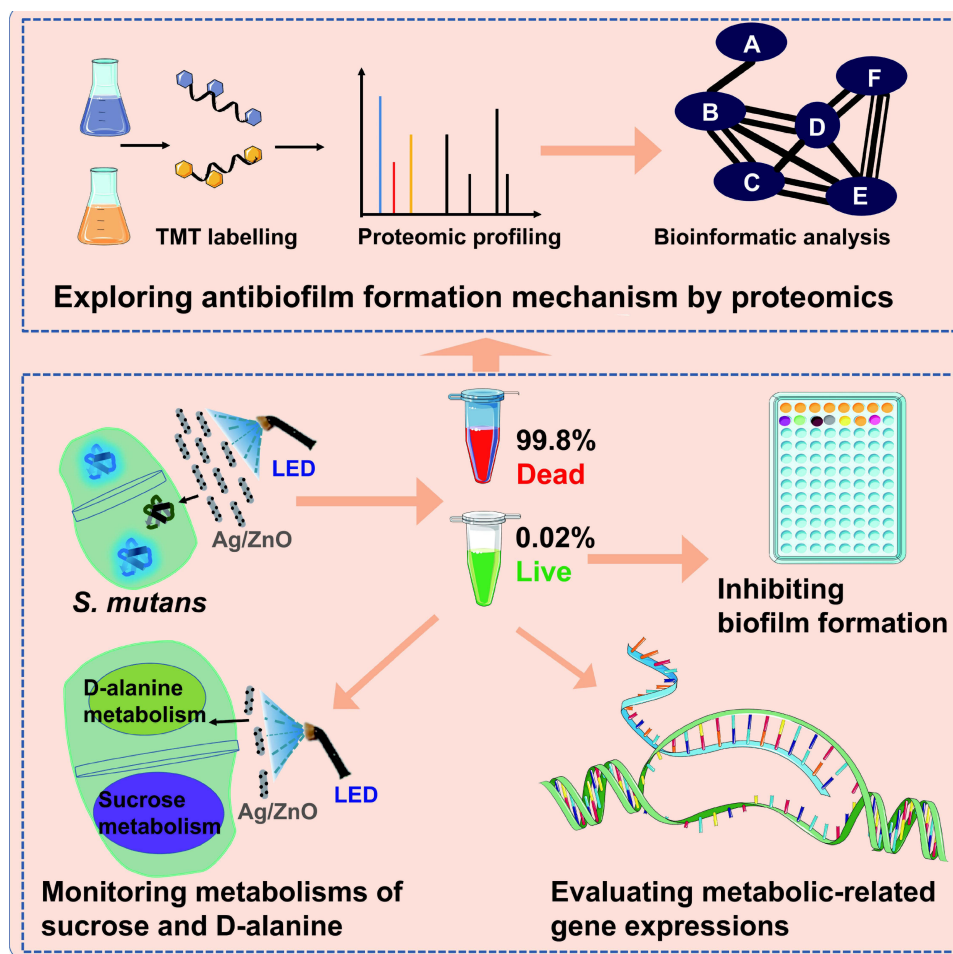 A
F
B
D
C
E
TMT labelling
Proteomic profiling
Bioinformatic analysis
Exploring antibiofilm formation mechanism by proteomics
LED
Ag/ZnO
S. mutans
99.8%
Dead
0.02%
Live
Inhibiting
biofilm formation
D-alanine
metabolism
Sucrose
metabolism
Ag/ZnO
LED
Monitoring metabolisms of
sucrose and D-alanine
Evaluating metabolic-related
gene expressions